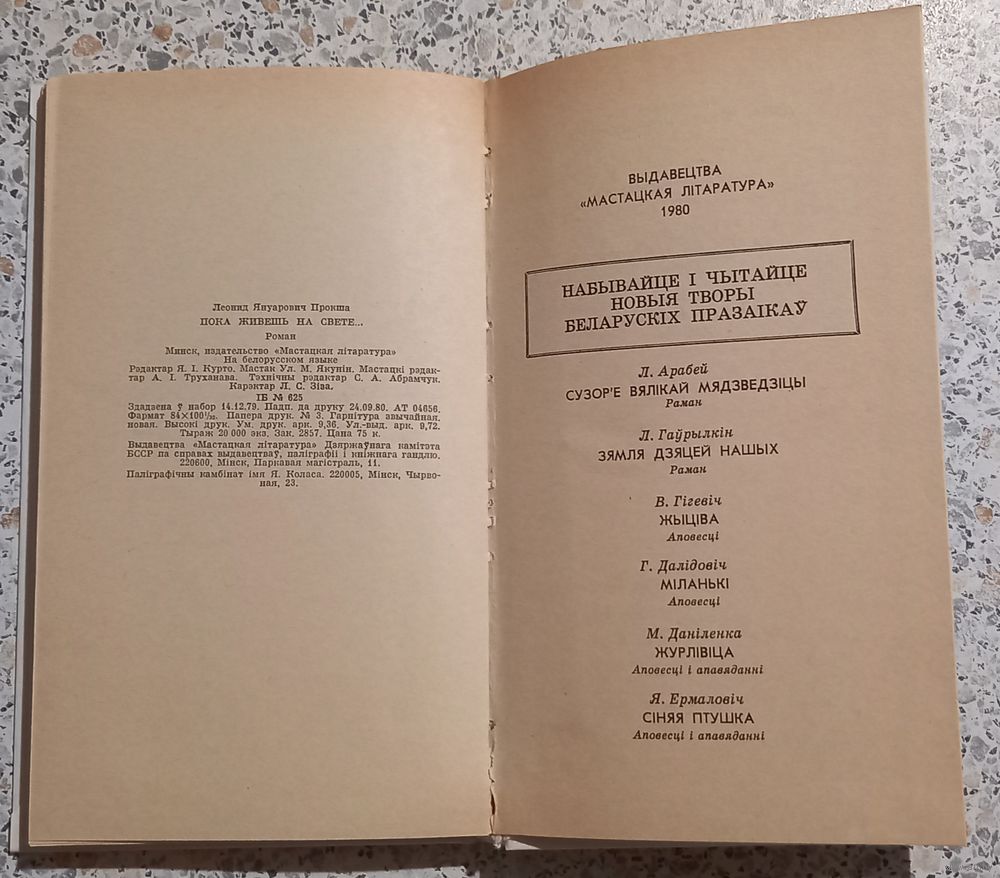 Леонид Януарович Прокша
ПОКА ЖИВЕШЬ НА СВЕТЕ...
Роман
Минск, издательство «Мастацкая літаратура»
На белорусском языке
Рэдактар Я. І. Курто. Мастак Ул. М. Якунін. Мастацкі рэдак-
тар А. І. Труханава. Тэхнічны рэдактар С. А. Абрамчук.
Карэктар Л. С. Зіва.
ІБ № 625
Здадзена ў набор 14.12.79. Падп. да друку 24.09.80. АТ 04656.
Фармат 84×100¹/₃₂. Папера друк. № 3. Гарнітура звычайная.
новая. Высокі друк. Ум. друк. арк. 9,36. Ул.-выд. арк. 9,72.
Тыраж 20 000 экз. Зак. 2857. Цана 75 к.
Выдавецтва «Мастацкая літаратура» Дзяржаўнага камітэта
БССР па справах выдавецтваў, паліграфіі і кніжнага гандлю.
220600, Мінск, Паркавая магістраль, 11.
Паліграфічны камбінат імя Я. Коласа. 220005, Мінск, Чырво-
ная, 23.
ВЫДАВЕЦТВА
«МАСТАЦКАЯ ЛІТАРАТУРА»
1980
НАБЫВАЙЦЕ І ЧЫТАЙЦЕ
НОВЫЯ ТВОРЫ
БЕЛАРУСКІХ ПРАЗАІКАЎ
Л. Арабей
СУЗОР'Е ВЯЛІКАЙ МЯДЗВЕДЗІЦЫ
Раман
Л. Гаўрылкін
ЗЯМЛЯ ДЗЯЦЕЙ НАШЫХ
Раман
В. Гігевіч
ЖЫЦІВА
Аповесці
Г. Далідовіч
МІЛАНЬКІ
Аповесці
М. Даніленка
ЖУРЛІВІЦА
Аповесці і апавяданні
Я. Ермаловіч
СІНЯЯ ПТУШКА
Аповесці і апавяданні